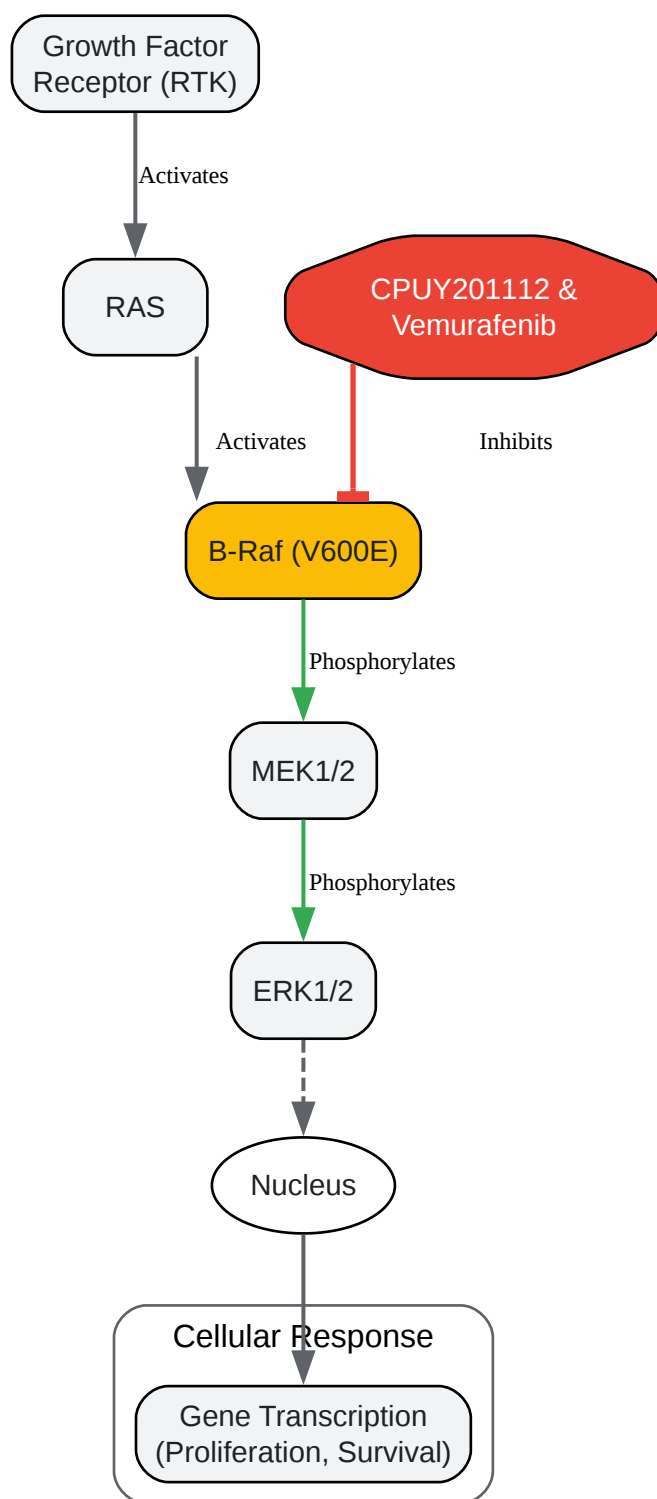 Growth Factor
Receptor (RTK)
Activates
RAS
CPUY201112 &
Vemurafenib
Activates
Inhibits
B-Raf (V600E)
Phosphorylates
MEK1/2
Phosphorylates
ERK1/2
Nucleus
Cellular Response
Gene Transcription
(Proliferation, Survival)